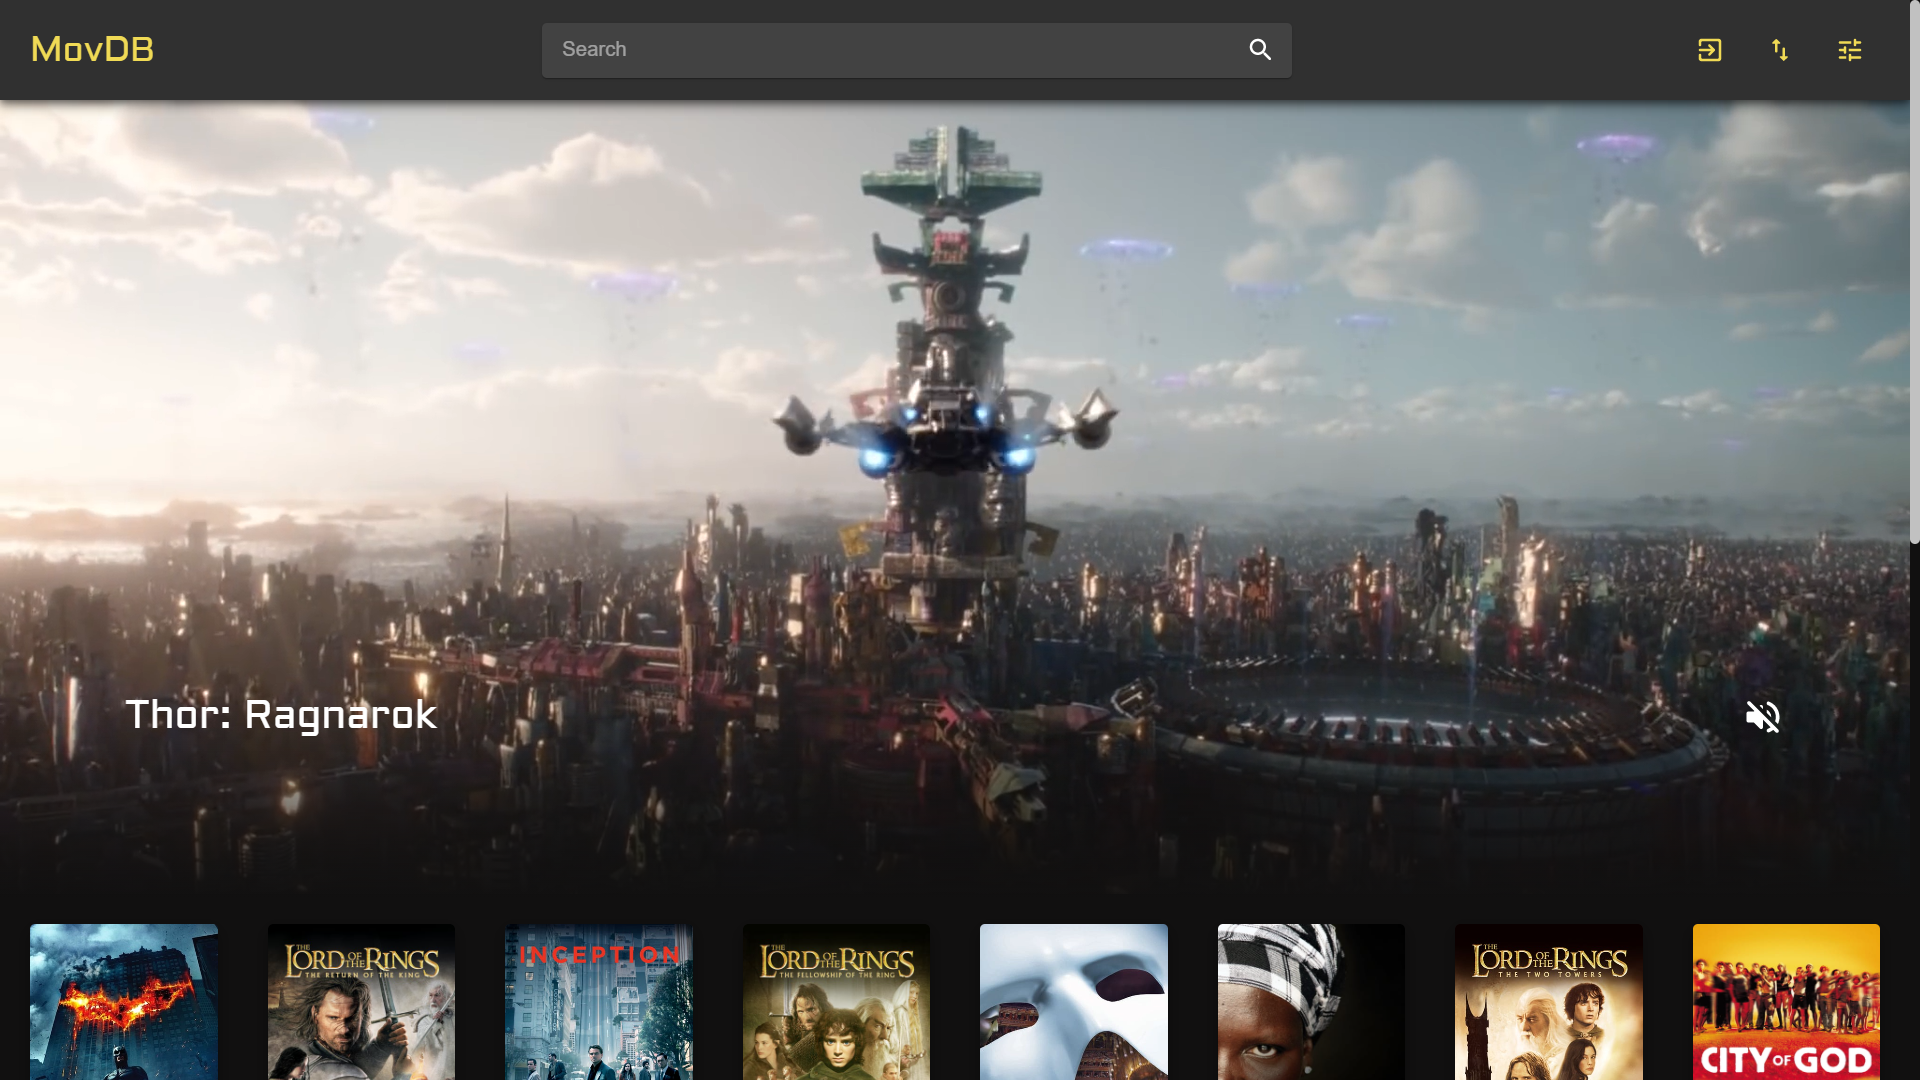 MovDB
Search
Thor: Ragnarok
THE
LORD OF THE RINGS
THE RETURN OF THE KING
INCEPTION
THE
LORD OF THE RINGS
THE FELLOWSHIP OF THE RING
THE
LORD OF THE RINGS
THE TWO TOWERS
CITY OF GOD